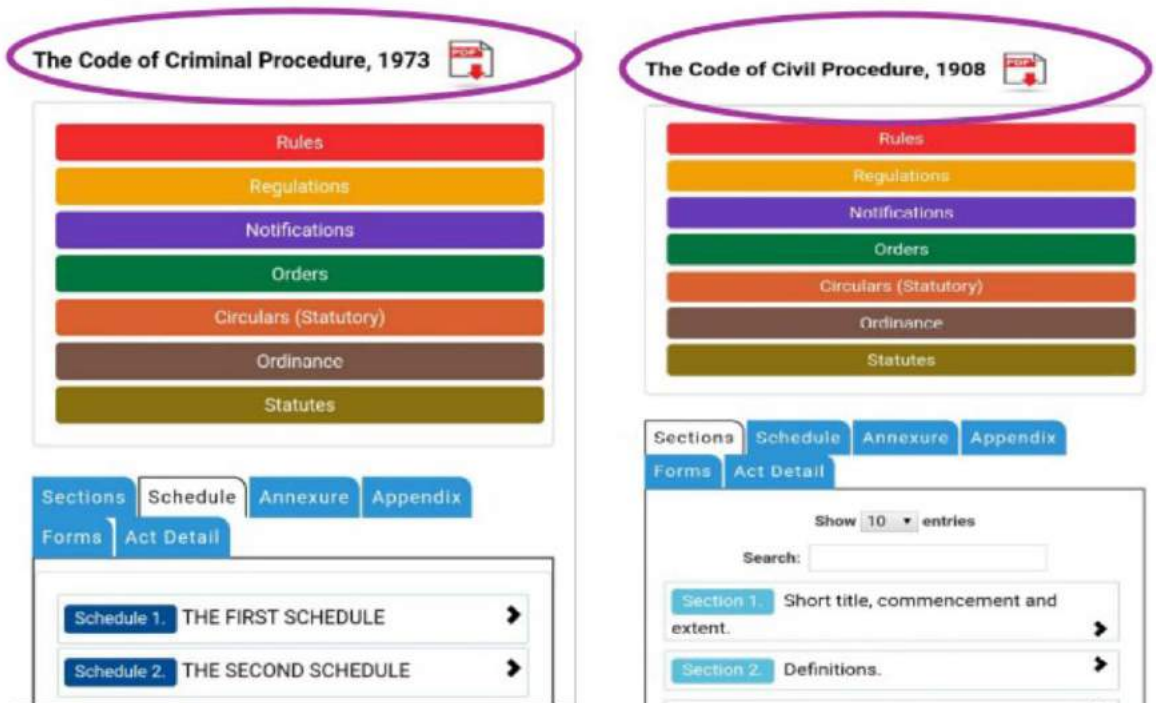 The Code of Criminal Procedure, 1973
PDF
Rules
Regulations
Notifications
Orders
Circulars (Statutory)
Ordinance
Statutes
Sections Schedule Annexure Appendix
Forms Act Detail
Schedule 1. THE FIRST SCHEDULE
Schedule 2. THE SECOND SCHEDULE
The Code of Civil Procedure, 1908
PDF
Rules
Regulations
Notifications
Orders
Circulars (Statutory)
Ordinance
Statutes
Sections Schedule Annexure Appendix
Forms Act Detail
Show 10 entries
Search:
Section 1. Short title, commencement and
extent.
Section 2. Definitions.